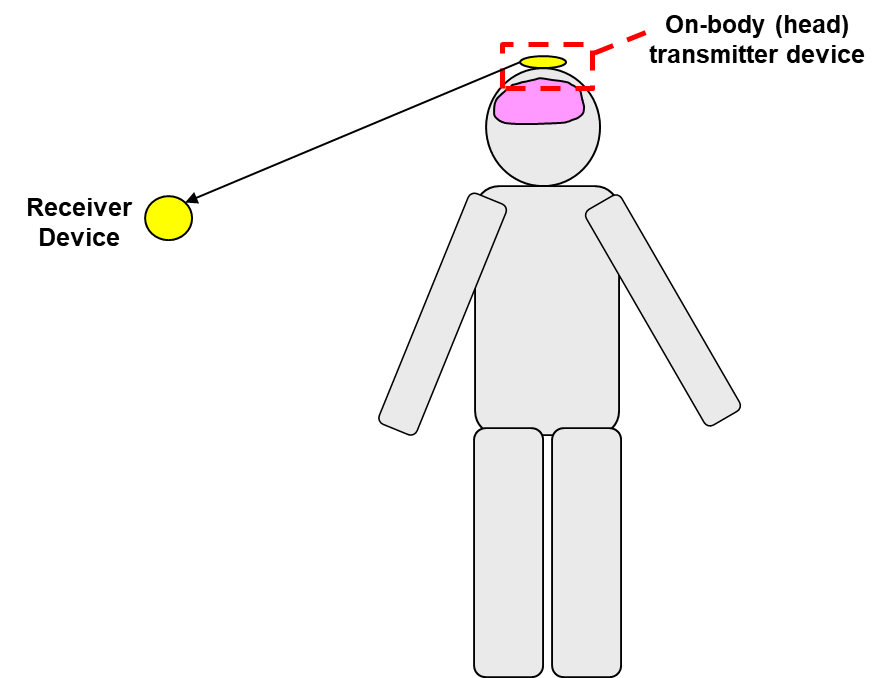 On-body (head)
transmitter device
Receiver
Device